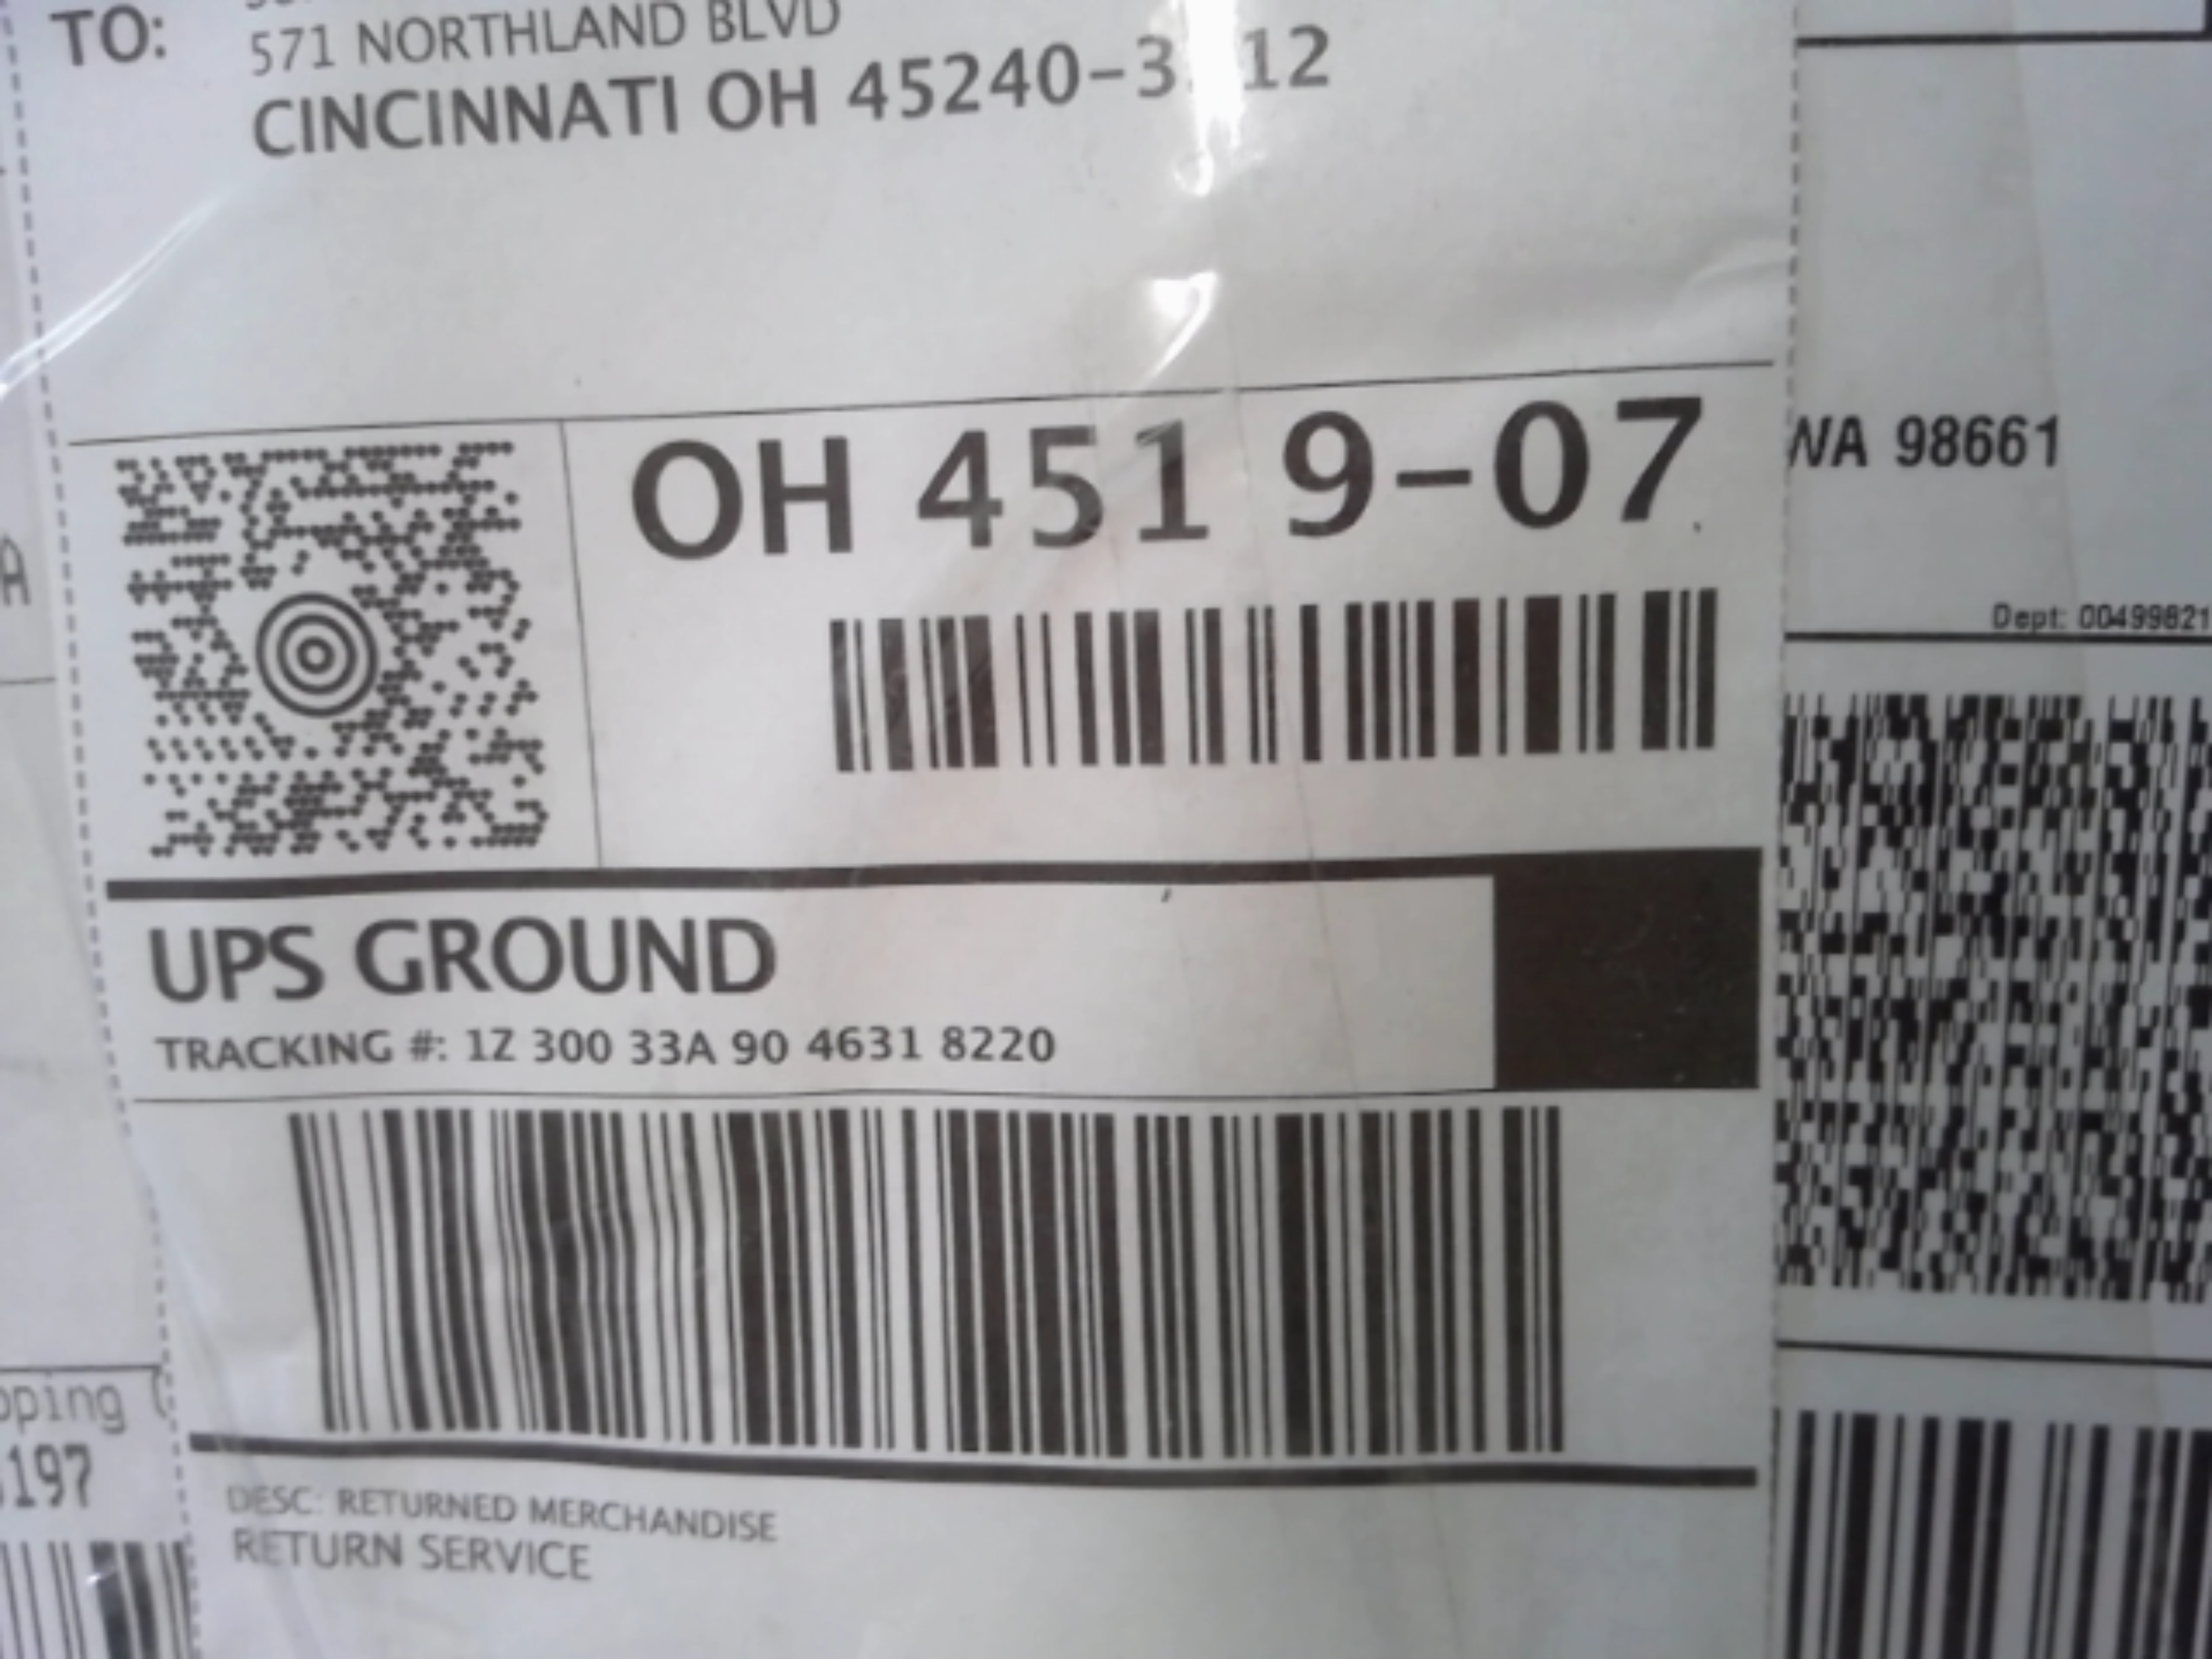 TO:
571 NORTHLAND BLVD
CINCINNATI OH 45240-3 12
OH 451 9-07
UPS GROUND
TRACKING #: 1Z 300 33A 90 4631 8220
DESC: RETURNED MERCHANDISE
RETURN SERVICE
WA 98661
Dept: 00499821
A
pping (
197